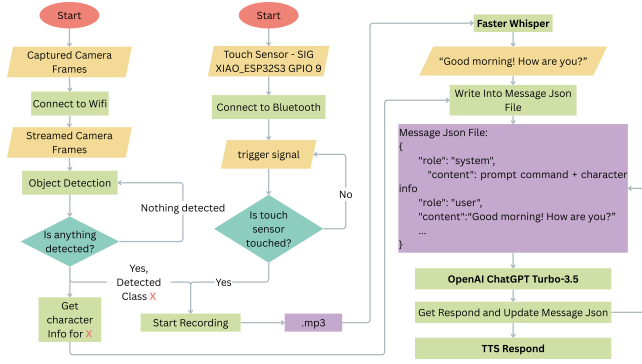 Start
Captured Camera
Frames
Connect to Wifi
Streamed Camera
Frames
Object Detection
Nothing detected
Is anything
detected?
Yes,
Detected
Class X
Get
character
Info for X
Start
Touch Sensor - SIG
XIAO_ESP32S3 GPIO 9
Connect to Bluetooth
trigger signal
No
Is touch
sensor
touched?
Yes
Start Recording
.mp3
Faster Whisper
“Good morning! How are you?”
Write Into Message Json
File
Message Json File:
{
"role": "system",
"content": prompt command + character
info
"role": "user",
"content":“Good morning! How are you?”
...
}
OpenAI ChatGPT Turbo-3.5
Get Respond and Update Message Json
TTS Respond